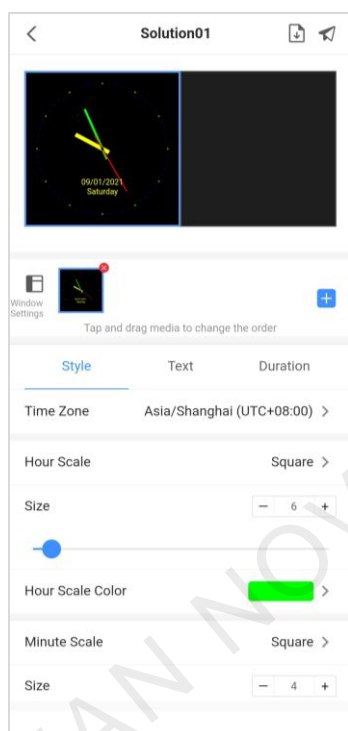 Solution01
09/01/2021
Saturday
Window
Settings
Tap and drag media to change the order
Style Text Duration
Time Zone Asia/Shanghai (UTC+08:00)
Hour Scale Square
Size − 6 +
Hour Scale Color
Minute Scale Square
Size − 4 +
AN NOV